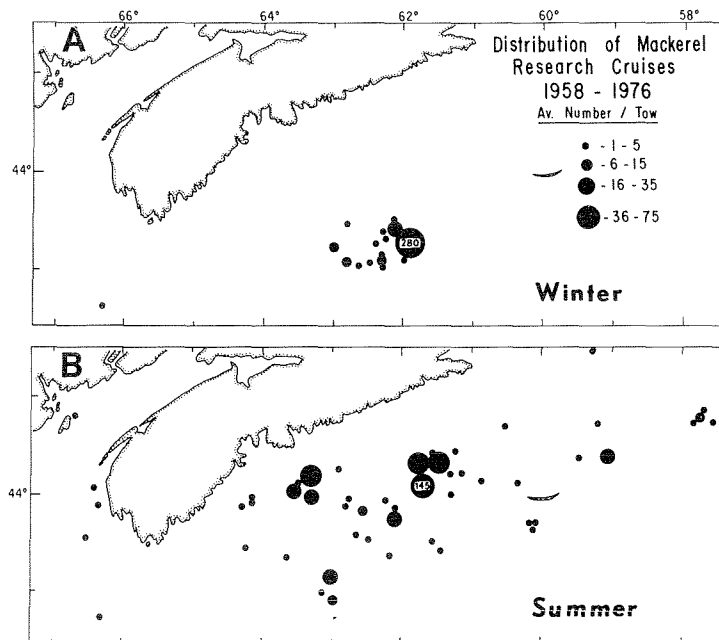 66° 64° 62° 60° 58°
A
Distribution of Mackerel
Research Cruises
1958 - 1976
Av. Number / Tow
- 1 - 5
- 6 - 15
- 16 - 35
- 36 - 75
44°
280
Winter
B
44°
145
Summer